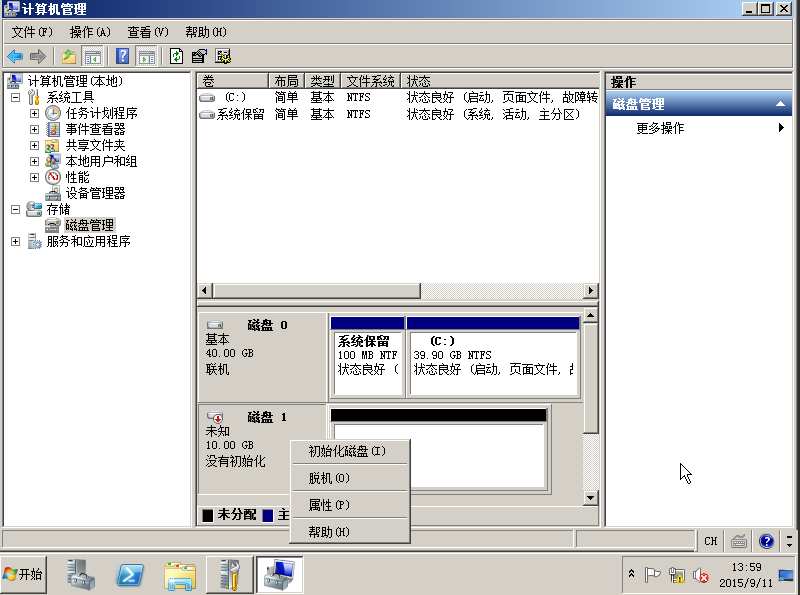 计算机管理
文件(F) 操作(A) 查看(V) 帮助(H)
计算机管理(本地)
系统工具
任务计划程序
事件查看器
共享文件夹
本地用户和组
性能
设备管理器
存储
磁盘管理
服务和应用程序
卷 布局 类型 文件系统 状态
(C:) 简单 基本 NTFS 状态良好 (启动, 页面文件, 故障转
系统保留 简单 基本 NTFS 状态良好 (系统, 活动, 主分区)
磁盘 0
基本
40.00 GB
联机
系统保留
100 MB NTF
状态良好 (
(C:)
39.90 GB NTFS
状态良好 (启动, 页面文件,
磁盘 1
未知
10.00 GB
没有初始化
初始化磁盘(I)
脱机(O)
属性(P)
帮助(H)
未分配 主
操作
磁盘管理
更多操作
CH
开始
13:59
2015/9/11